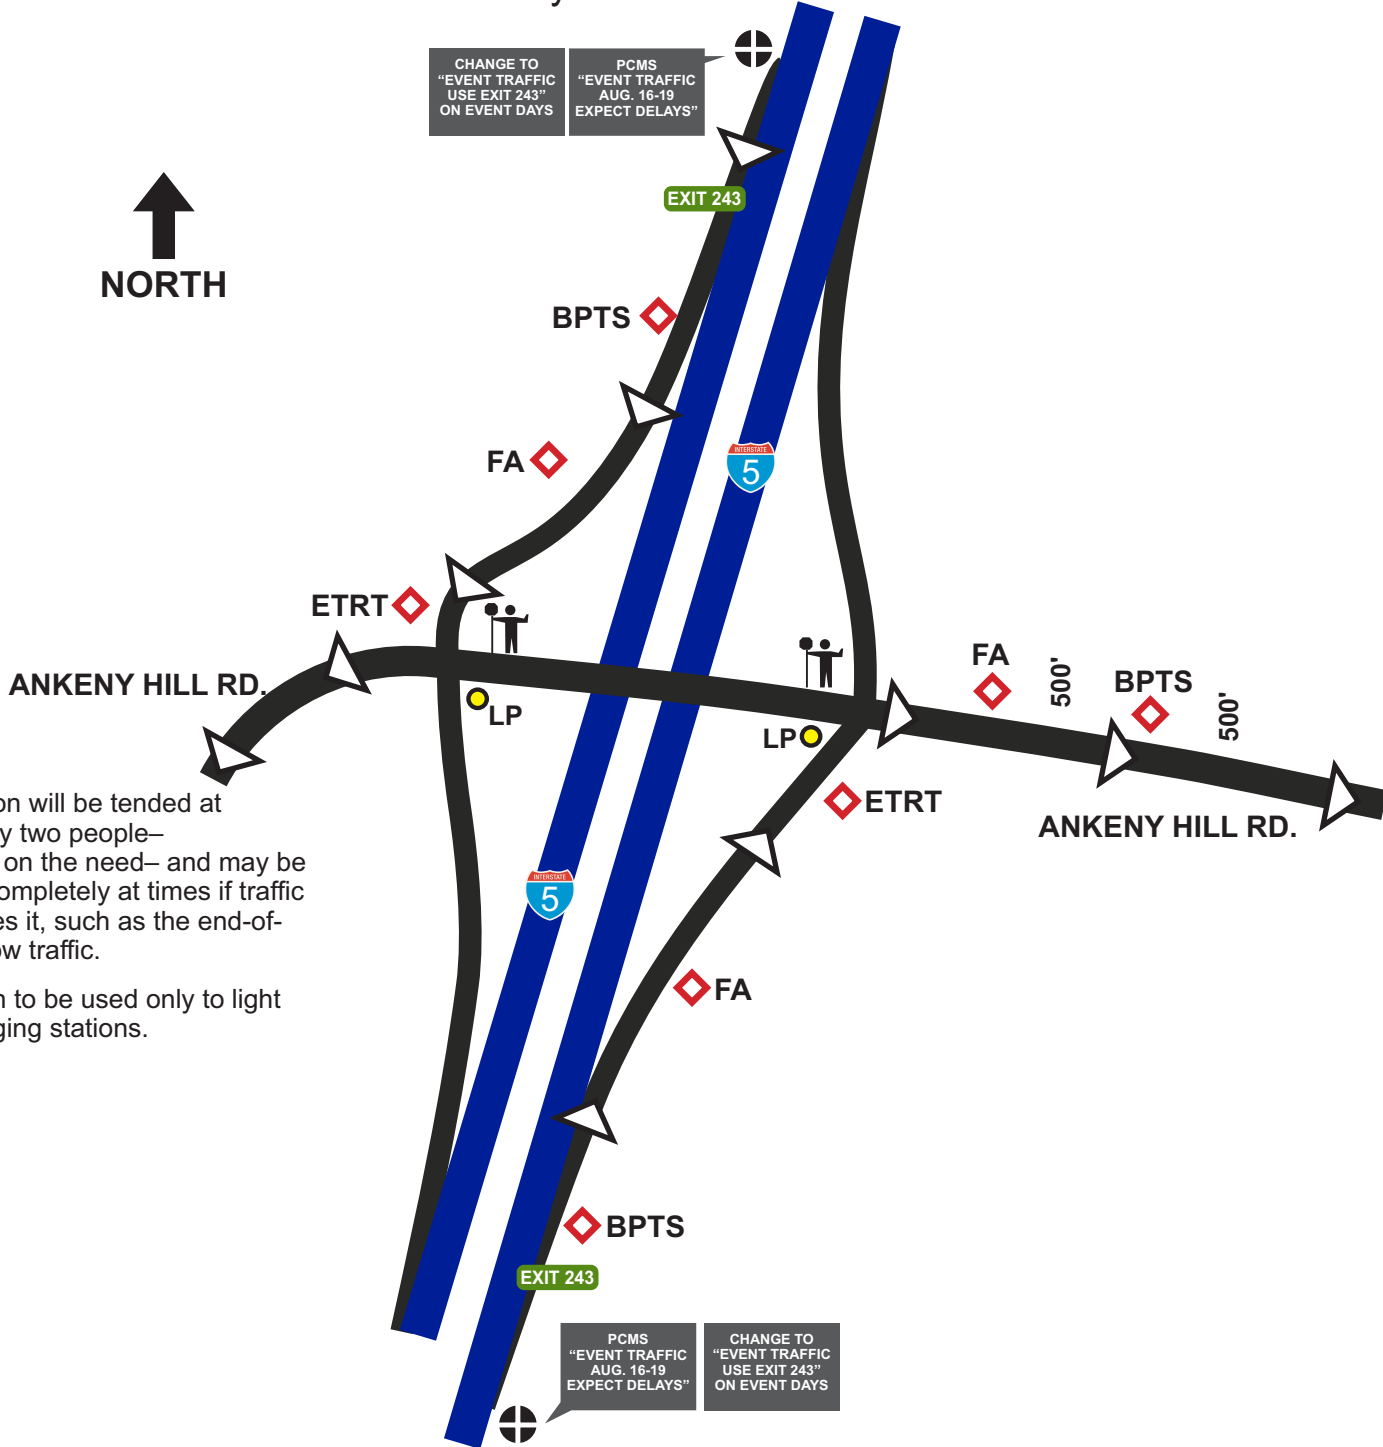 CHANGE TO
“EVENT TRAFFIC
USE EXIT 243”
ON EVENT DAYS
PCMS
“EVENT TRAFFIC
AUG. 16-19
EXPECT DELAYS”
EXIT 243
NORTH
BPTS
FA
INTERSTATE
5
ETRT
ANKENY HILL RD.
LP
LP
FA
500'
BPTS
500'
ETRT
ANKENY HILL RD.
on will be tended at
y two people–
on the need– and may be
ompletely at times if traffic
es it, such as the end-of-
ow traffic.
n to be used only to light
ging stations.
INTERSTATE
5
FA
BPTS
EXIT 243
PCMS
“EVENT TRAFFIC
AUG. 16-19
EXPECT DELAYS”
CHANGE TO
“EVENT TRAFFIC
USE EXIT 243”
ON EVENT DAYS